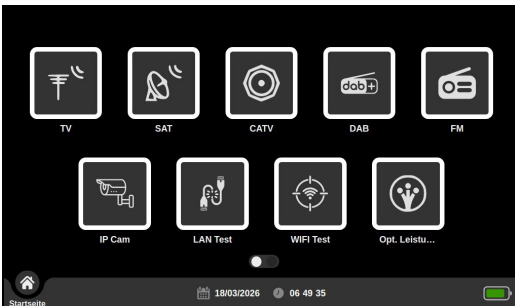 dab+
TV
SAT
CATV
DAB
FM
IP Cam
LAN Test
WIFI Test
Opt. Leistu...
18/03/2026
06 49 35
Startseite